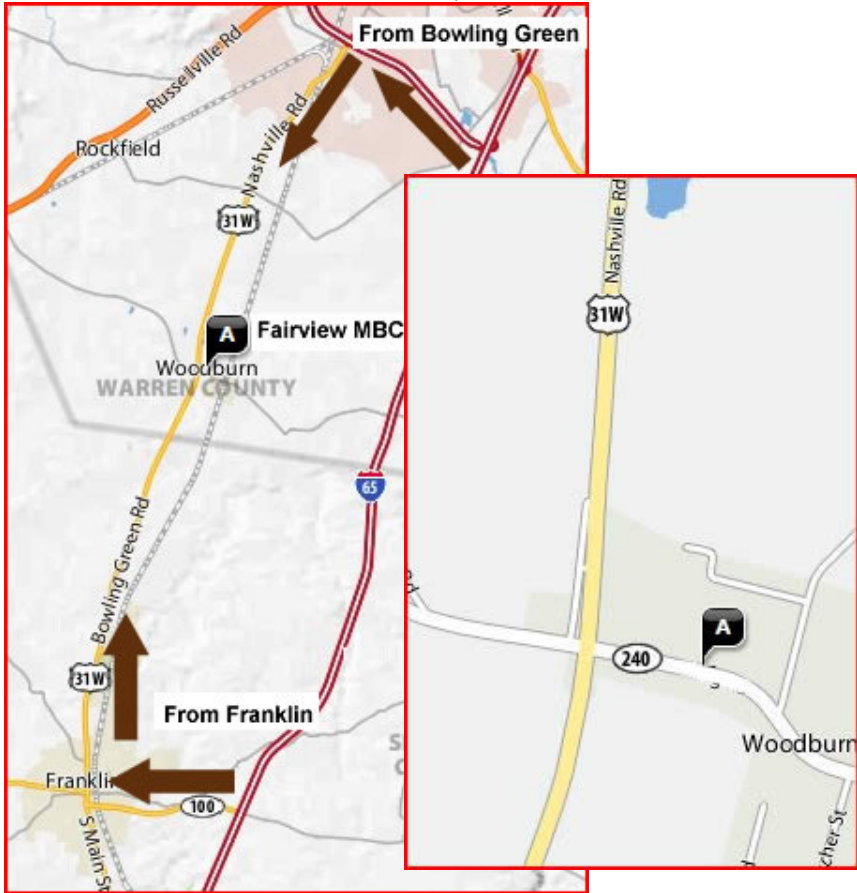 From Bowling Green
Russellville Rd
Rockfield
Nashville Rd
31W
A
Fairview MBC
Woodburn
WARREN COUNTY
65
Bowling Green Rd
31W
From Franklin
Franklin
100
S Main St
Nashville Rd
31W
A
240
Woodburn